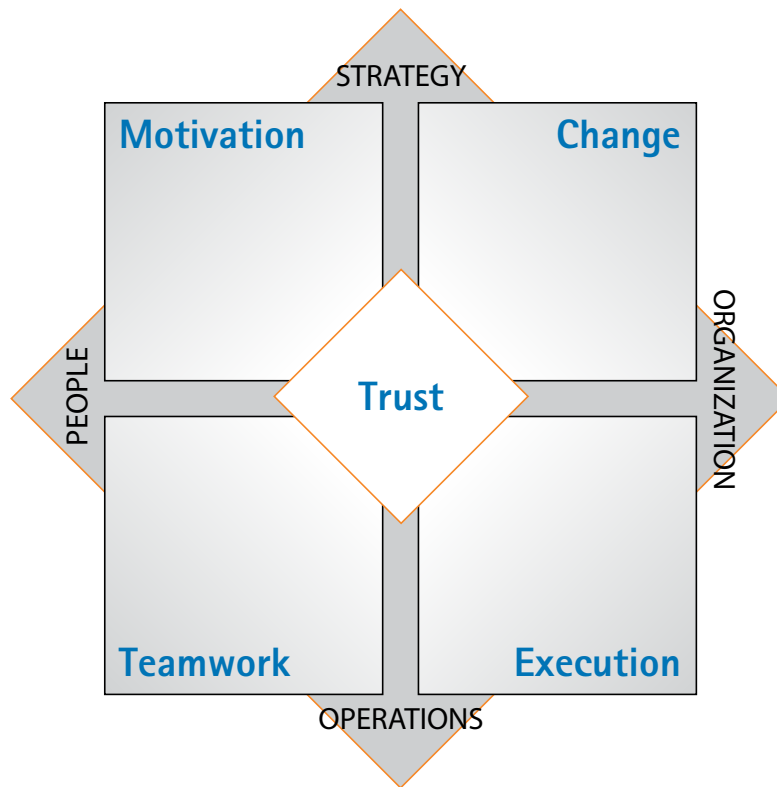 STRATEGY
Motivation
Change
PEOPLE
Trust
ORGANIZATION
Teamwork
Execution
OPERATIONS